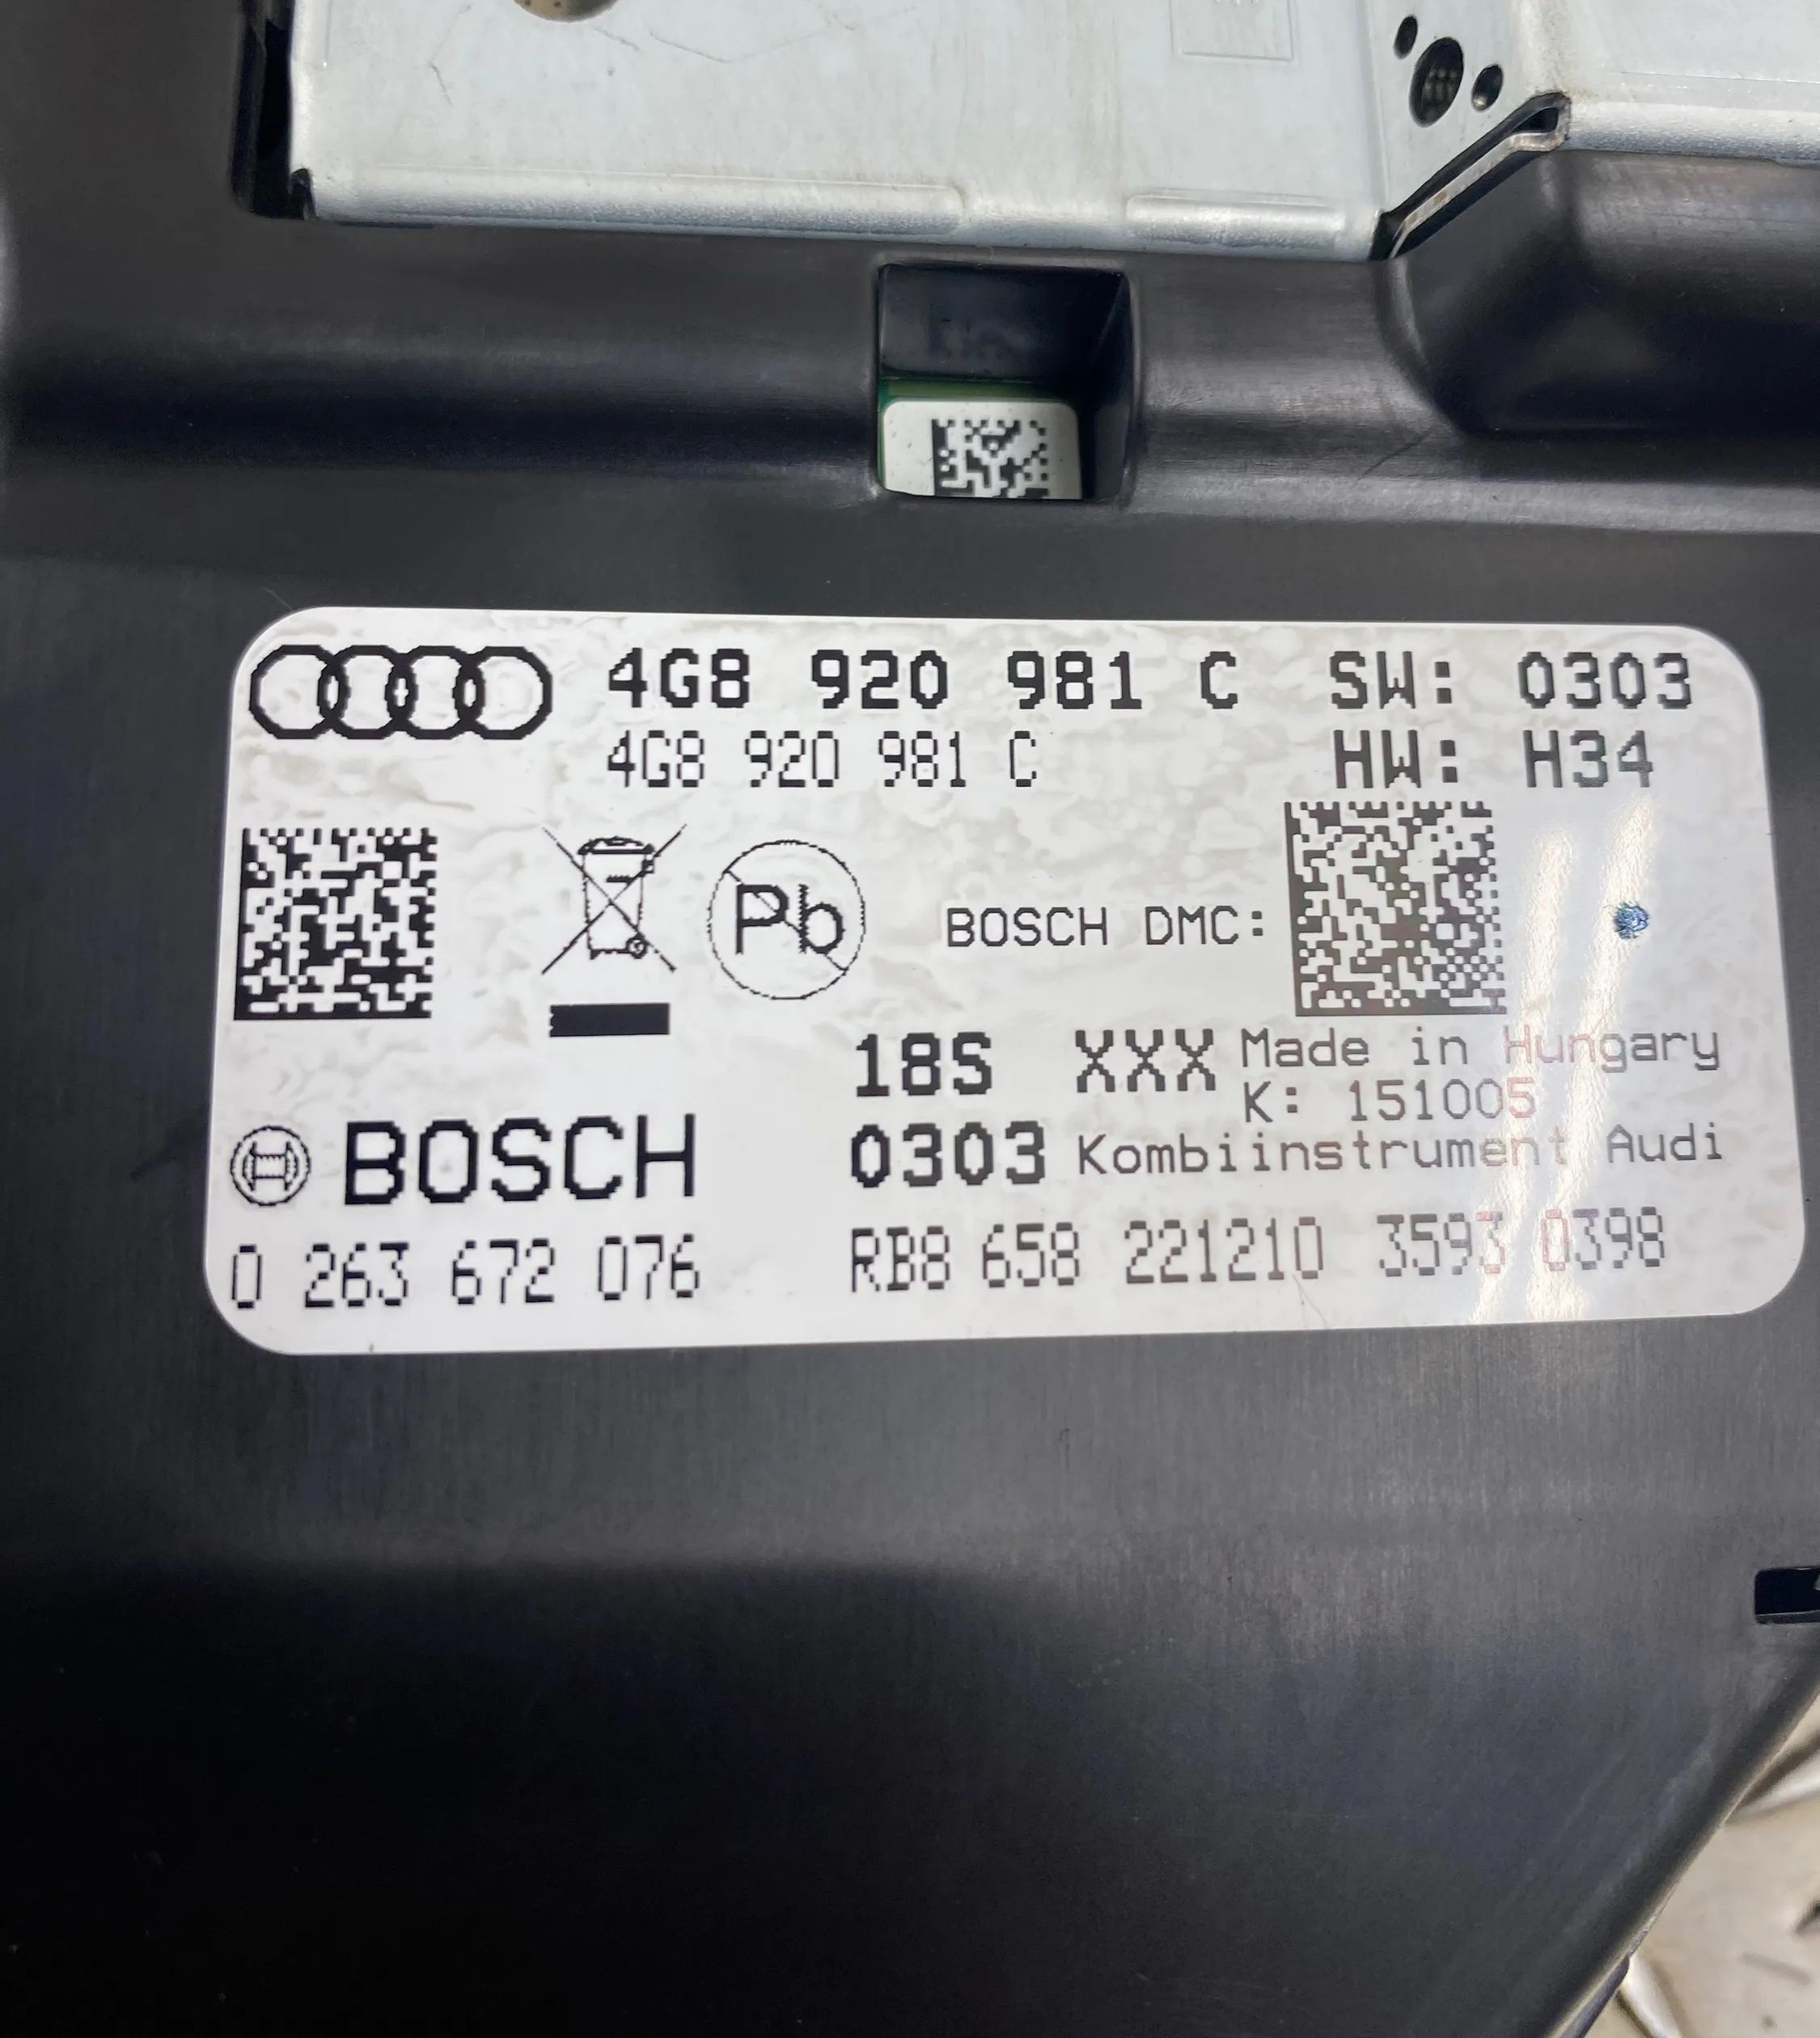 4G8 920 981 C SW: 0303
4G8 920 981 C HW: H34
Pb BOSCH DMC:
18S XXX Made in Hungary
K: 151005
BOSCH 0303 Kombiinstrument Audi
0 263 672 076 RB8 658 221210 3593 0398